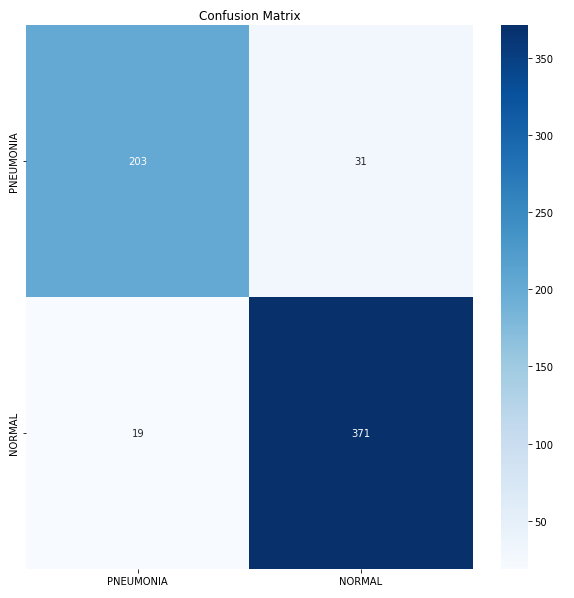 Confusion Matrix
PNEUMONIA
203
31
NORMAL
19
371
PNEUMONIA
NORMAL
350
300
250
200
150
100
50